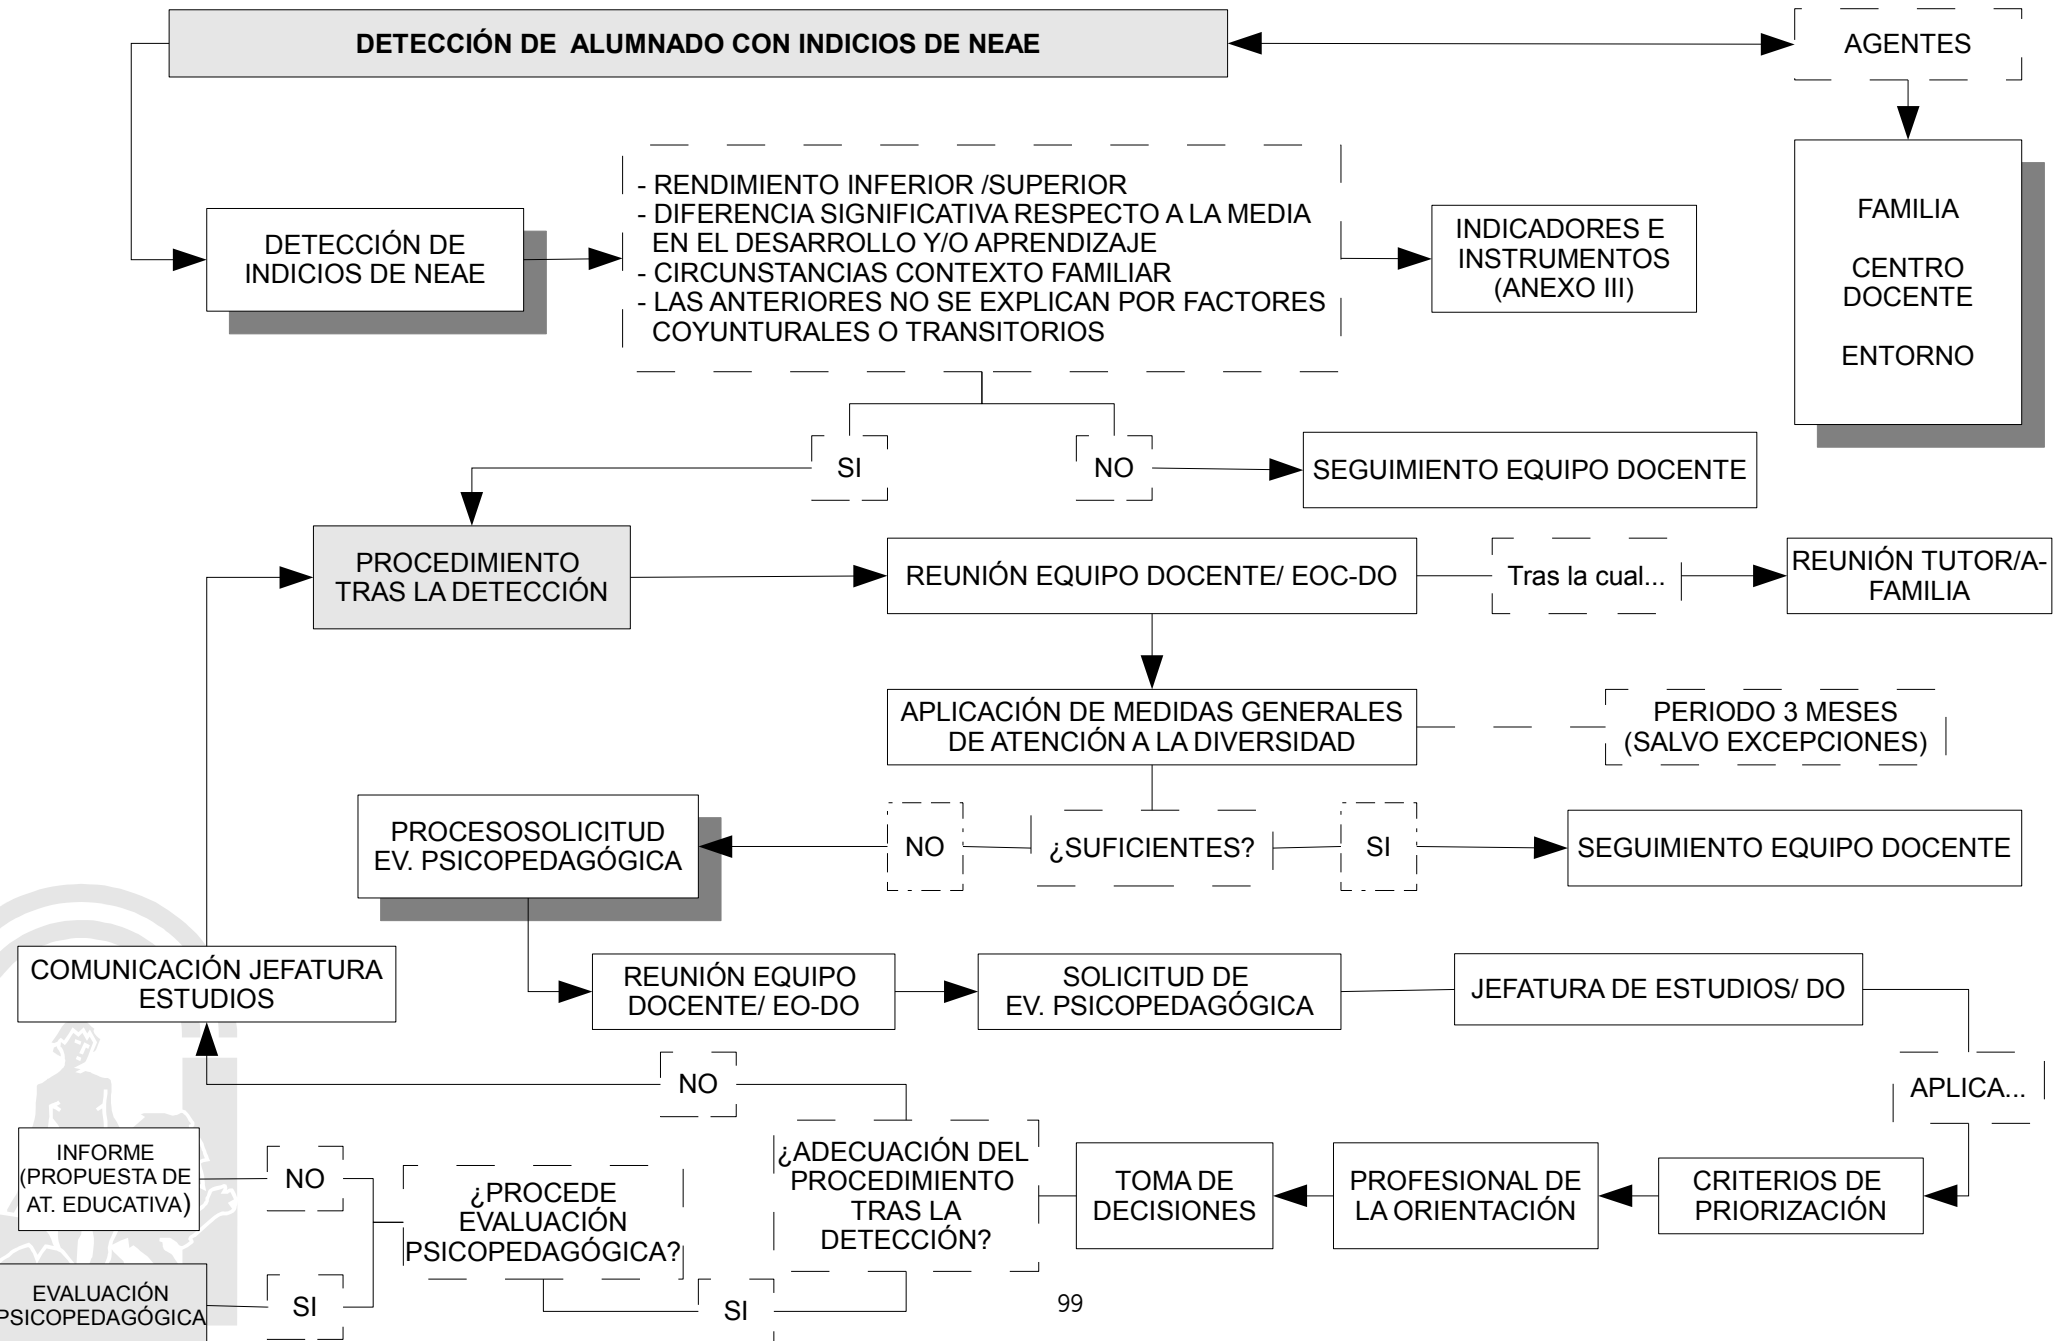 DETECCIÓN DE ALUMNADO CON INDICIOS DE NEAE
AGENTES
FAMILIA
CENTRO
DOCENTE
ENTORNO
DETECCIÓN DE
INDICIOS DE NEAE
- RENDIMIENTO INFERIOR /SUPERIOR
- DIFERENCIA SIGNIFICATIVA RESPECTO A LA MEDIA
EN EL DESARROLLO Y/O APRENDIZAJE
- CIRCUNSTANCIAS CONTEXTO FAMILIAR
- LAS ANTERIORES NO SE EXPLICAN POR FACTORES
COYUNTURALES O TRANSITORIOS
INDICADORES E
INSTRUMENTOS
(ANEXO III)
SI
NO
SEGUIMIENTO EQUIPO DOCENTE
PROCEDIMIENTO
TRAS LA DETECCIÓN
REUNIÓN EQUIPO DOCENTE/ EOC-DO
Tras la cual...
REUNIÓN TUTOR/A-
FAMILIA
APLICACIÓN DE MEDIDAS GENERALES
DE ATENCIÓN A LA DIVERSIDAD
PERIODO 3 MESES
(SALVO EXCEPCIONES)
PROCESOSOLICITUD
EV. PSICOPEDAGÓGICA
NO
¿SUFICIENTES?
SI
SEGUIMIENTO EQUIPO DOCENTE
COMUNICACIÓN JEFATURA
ESTUDIOS
REUNIÓN EQUIPO
DOCENTE/ EO-DO
SOLICITUD DE
EV. PSICOPEDAGÓGICA
JEFATURA DE ESTUDIOS/ DO
APLICA...
NO
INFORME
(PROPUESTA DE
AT. EDUCATIVA)
NO
¿PROCEDE
EVALUACIÓN
PSICOPEDAGÓGICA?
¿ADECUACIÓN DEL
PROCEDIMIENTO
TRAS LA
DETECCIÓN?
TOMA DE
DECISIONES
PROFESIONAL DE
LA ORIENTACIÓN
CRITERIOS DE
PRIORIZACIÓN
EVALUACIÓN
PSICOPEDAGÓGICA
SI
SI
99